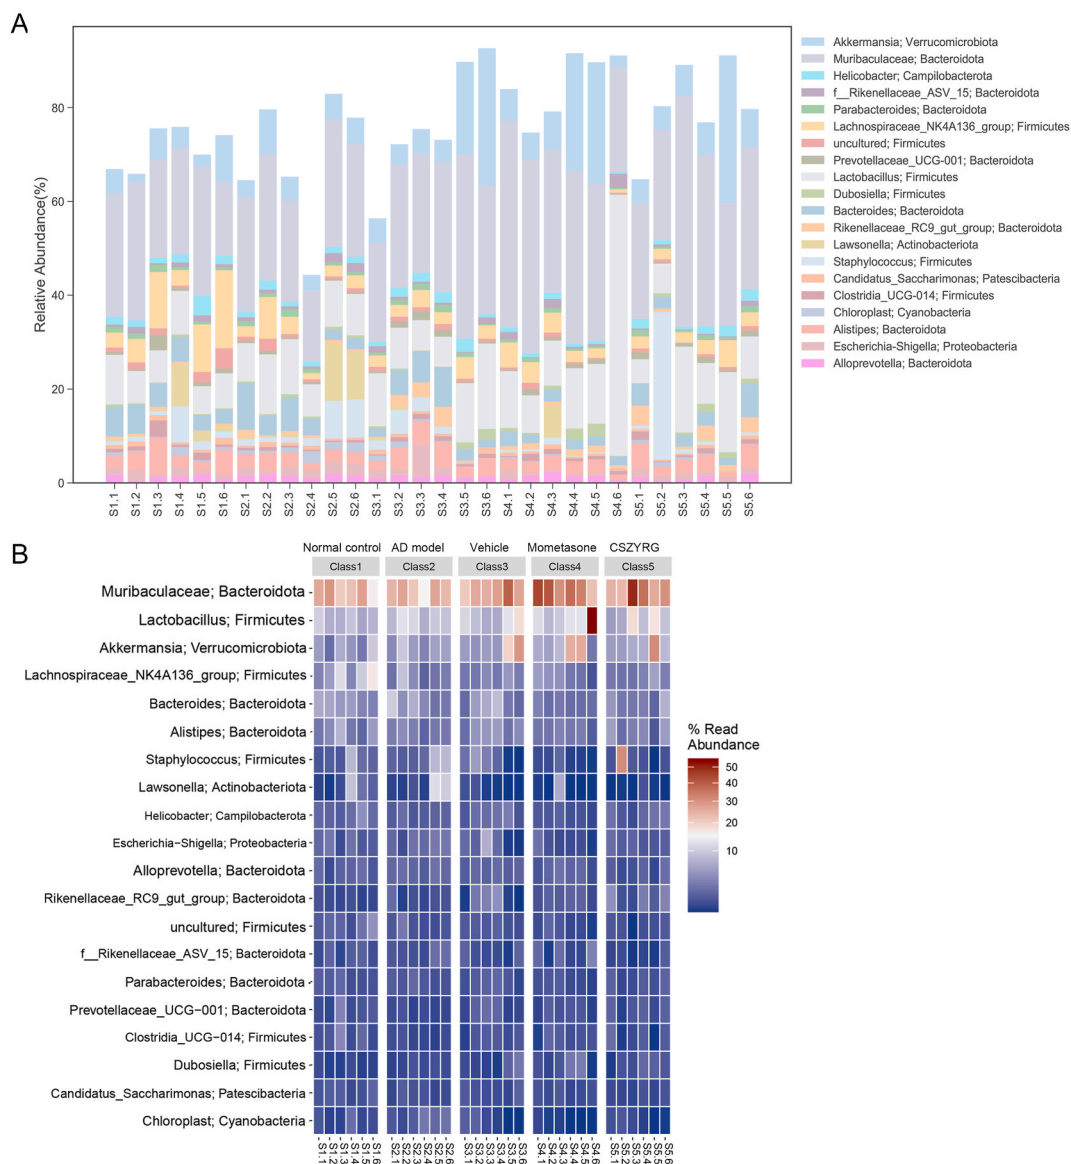 A
Relative Abundance(%)
80
60
40
20
0
S1.1 S1.2 S1.3 S1.4 S1.5 S1.6 S2.1 S2.2 S2.3 S2.4 S2.5 S2.6 S3.1 S3.2 S3.3 S3.4 S3.5 S3.6 S4.1 S4.2 S4.3 S4.4 S4.5 S4.6 S5.1 S5.2 S5.3 S5.4 S5.5 S5.6
Akkermansia; Verrucomicrobiota
Muribaculaceae; Bacteroidota
Helicobacter; Campilobacterota
f__Rikenellaceae_ASV_15; Bacteroidota
Parabacteroides; Bacteroidota
Lachnospiraceae_NK4A136_group; Firmicutes
uncultured; Firmicutes
Prevotellaceae_UCG-001; Bacteroidota
Lactobacillus; Firmicutes
Dubosiella; Firmicutes
Bacteroides; Bacteroidota
Rikenellaceae_RC9_gut_group; Bacteroidota
Lawsonella; Actinobacteriota
Staphylococcus; Firmicutes
Candidatus_Saccharimonas; Patescibacteria
Clostridia_UCG-014; Firmicutes
Chloroplast; Cyanobacteria
Alistipes; Bacteroidota
Escherichia-Shigella; Proteobacteria
Alloprevotella; Bacteroidota
B
Normal control AD model Vehicle Mometasone CSZYRG
Class1 Class2 Class3 Class4 Class5
Muribaculaceae; Bacteroidota
Lactobacillus; Firmicutes
Akkermansia; Verrucomicrobiota
Lachnospiraceae_NK4A136_group; Firmicutes
Bacteroides; Bacteroidota
Alistipes; Bacteroidota
Staphylococcus; Firmicutes
Lawsonella; Actinobacteriota
Helicobacter; Campilobacterota
Escherichia−Shigella; Proteobacteria
Alloprevotella; Bacteroidota
Rikenellaceae_RC9_gut_group; Bacteroidota
uncultured; Firmicutes
f__Rikenellaceae_ASV_15; Bacteroidota
Parabacteroides; Bacteroidota
Prevotellaceae_UCG−001; Bacteroidota
Clostridia_UCG−014; Firmicutes
Dubosiella; Firmicutes
Candidatus_Saccharimonas; Patescibacteria
Chloroplast; Cyanobacteria
S1.1 S1.2 S1.3 S1.4 S1.5 S1.6 S2.1 S2.2 S2.3 S2.4 S2.5 S2.6 S3.1 S3.2 S3.3 S3.4 S3.5 S3.6 S4.1 S4.2 S4.3 S4.4 S4.5 S4.6 S5.1 S5.2 S5.3 S5.4 S5.5 S5.6
% Read
Abundance
50
40
30
20
10